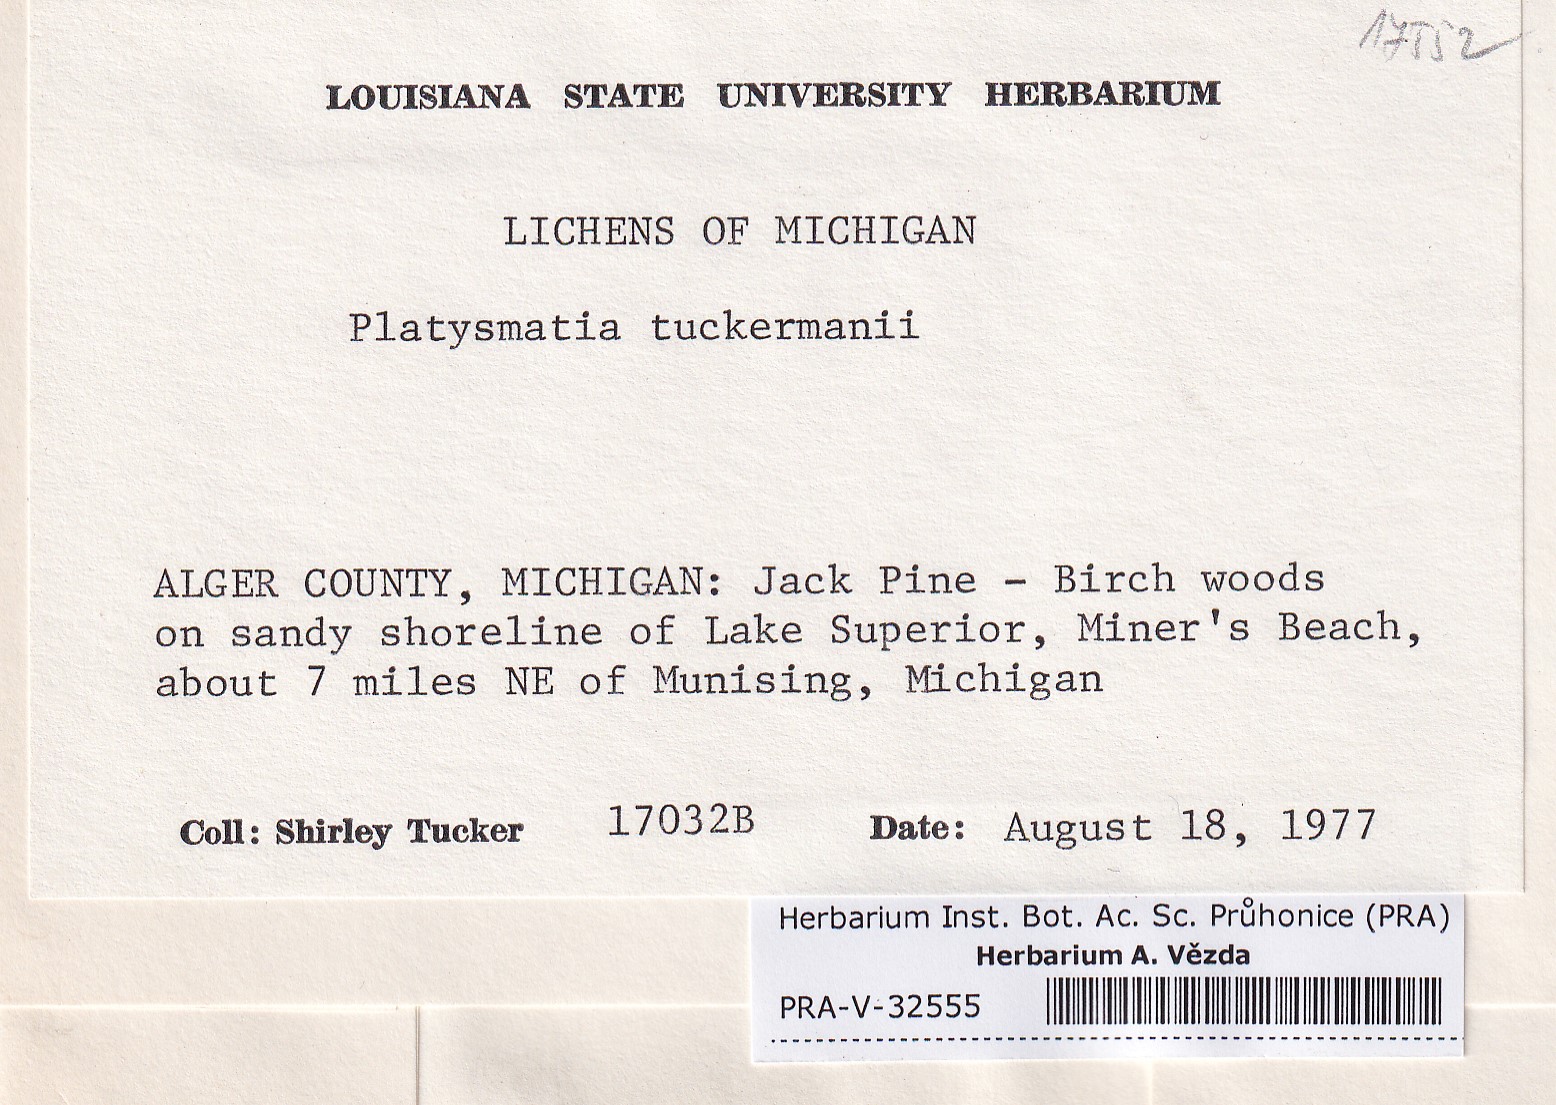 17552
LOUISIANA STATE UNIVERSITY HERBARIUM
LICHENS OF MICHIGAN
Platysmatia tuckermanii
ALGER COUNTY, MICHIGAN: Jack Pine - Birch woods
on sandy shoreline of Lake Superior, Miner's Beach,
about 7 miles NE of Munising, Michigan
Coll: Shirley Tucker 17032B Date: August 18, 1977
Herbarium Inst. Bot. Ac. Sc. Průhonice (PRA)
Herbarium A. Vězda
PRA-V-32555